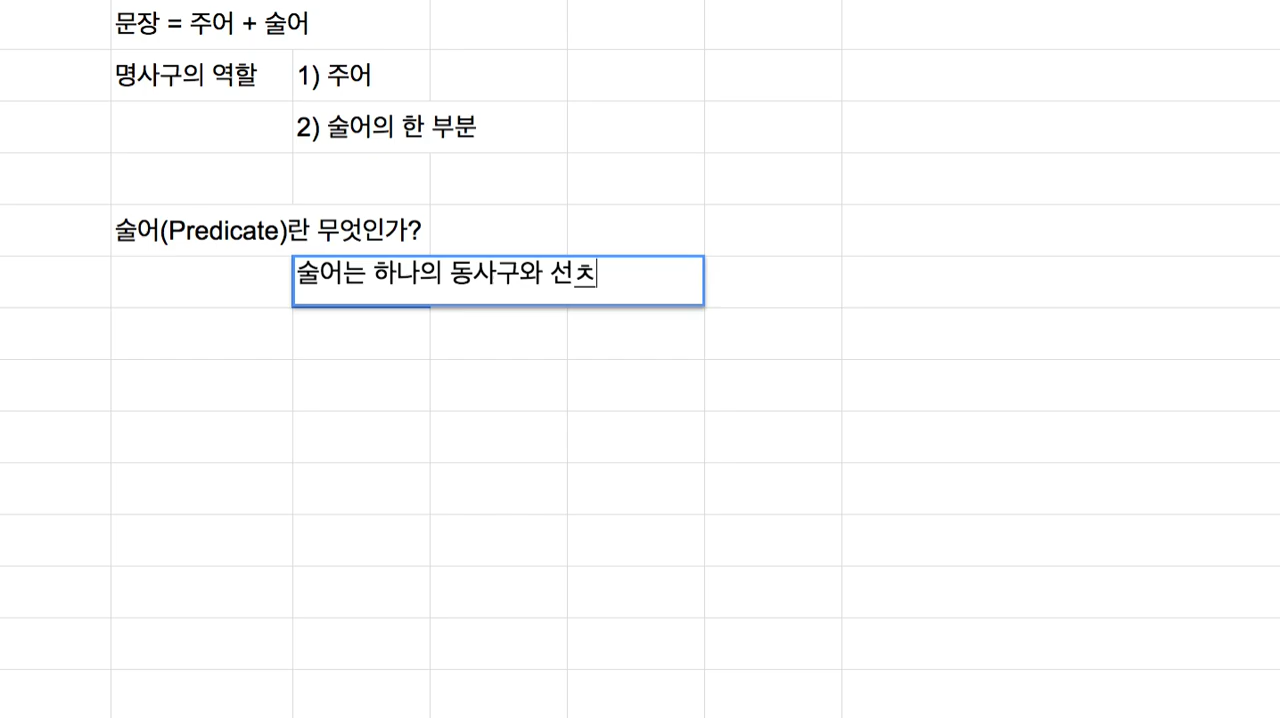 문장 = 주어 + 술어
명사구의 역할 1) 주어
2) 술어의 한 부분
술어(Predicate)란 무엇인가?
술어는 하나의 동사구와 선ㅊ